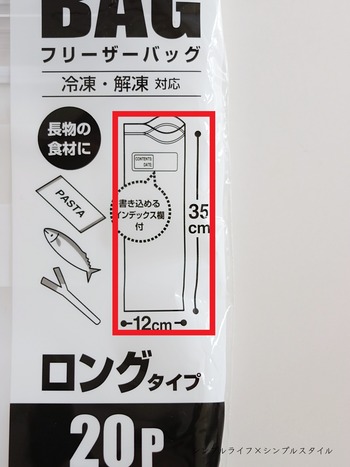 BAG
フリーザーバッグ
冷凍・解凍 対応
長物の
食材に
CONTENTS
DATE
PASTA
書き込める
インデックス欄
付
35
cm
12cm
ロングタイプ
20P
ンプルライフ×シンプルスタイル